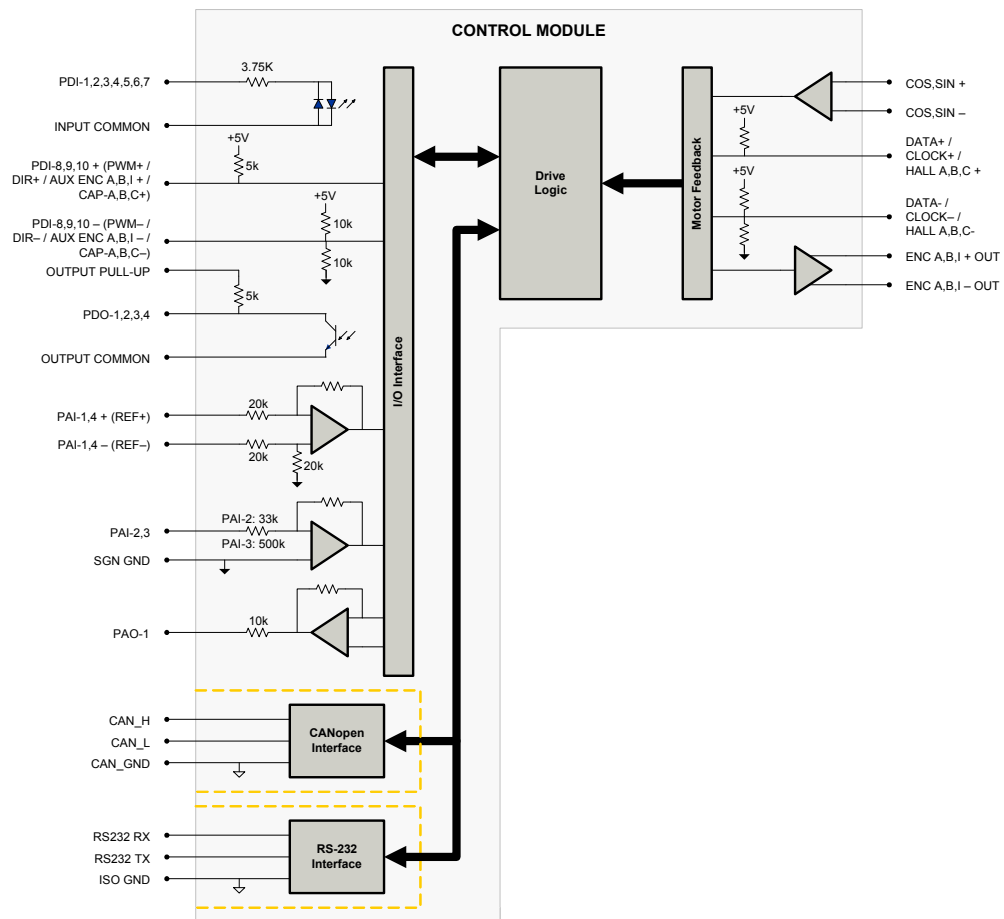 CONTROL MODULE
PDI-1,2,3,4,5,6,7
3.75K
INPUT COMMON
+5V
5k
PDI-8,9,10 + (PWM+ /
DIR+ / AUX ENC A,B,I + /
CAP-A,B,C+)
+5V
10k
10k
PDI-8,9,10 – (PWM– /
DIR– / AUX ENC A,B,I – /
CAP-A,B,C–)
OUTPUT PULL-UP
5k
PDO-1,2,3,4
OUTPUT COMMON
PAI-1,4 + (REF+)
20k
PAI-1,4 – (REF–)
20k
20k
PAI-2,3
PAI-2: 33k
PAI-3: 500k
SGN GND
PAO-1
10k
I/O Interface
Drive
Logic
Motor Feedback
COS,SIN +
COS,SIN –
+5V
DATA+ /
CLOCK+ /
HALL A,B,C +
+5V
DATA- /
CLOCK– /
HALL A,B,C-
ENC A,B,I + OUT
ENC A,B,I – OUT
CAN_H
CAN_L
CAN_GND
CANopen
Interface
RS232 RX
RS232 TX
ISO GND
RS-232
Interface